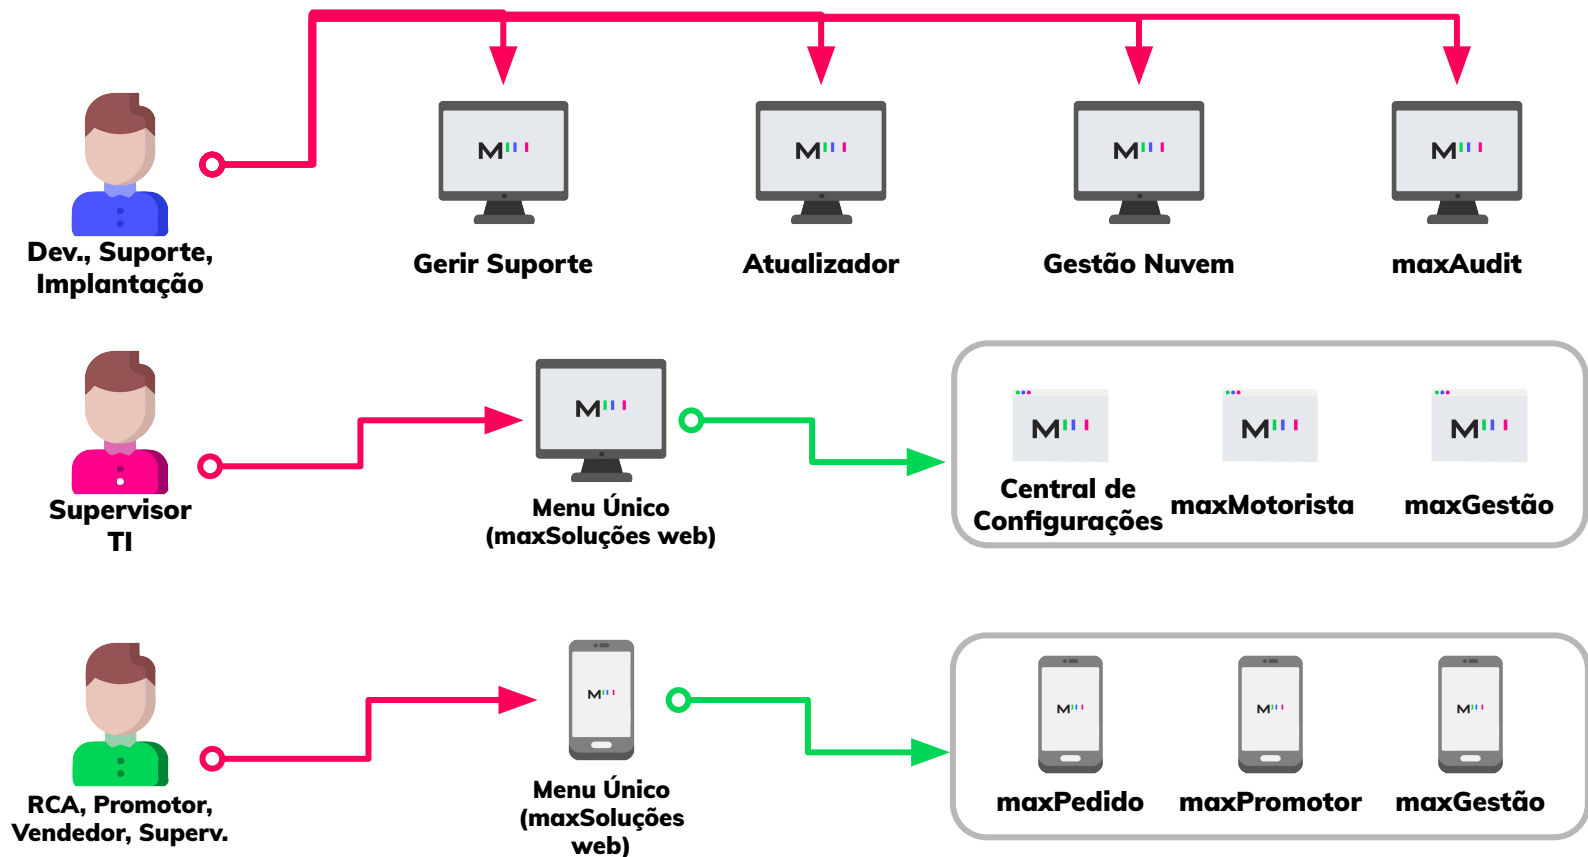 Dev., Suporte,
Implantação
Gerir Suporte
Atualizador
Gestão Nuvem
maxAudit
Supervisor
TI
Menu Único
(maxSoluções web)
Central de
Configurações
maxMotorista
maxGestão
RCA, Promotor,
Vendedor, Superv.
Menu Único
(maxSoluções
web)
maxPedido
maxPromotor
maxGestão